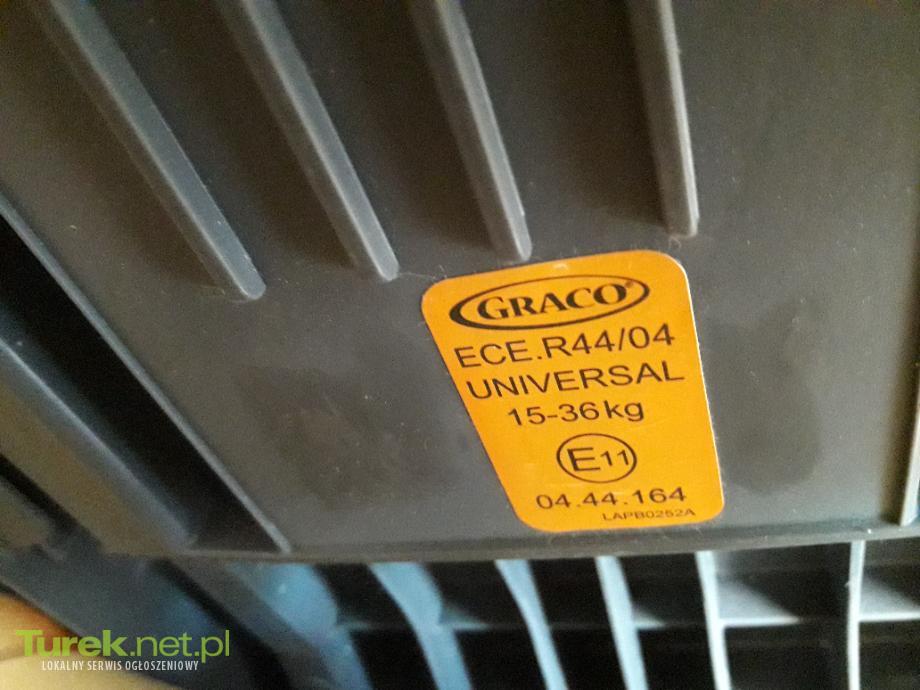 GRACO®
ECE.R44/04
UNIVERSAL
15-36kg
E11
04.44.164
LAPB0252A
Turek.net.pl
LOKALNY SERWIS OGŁOSZENIOWY